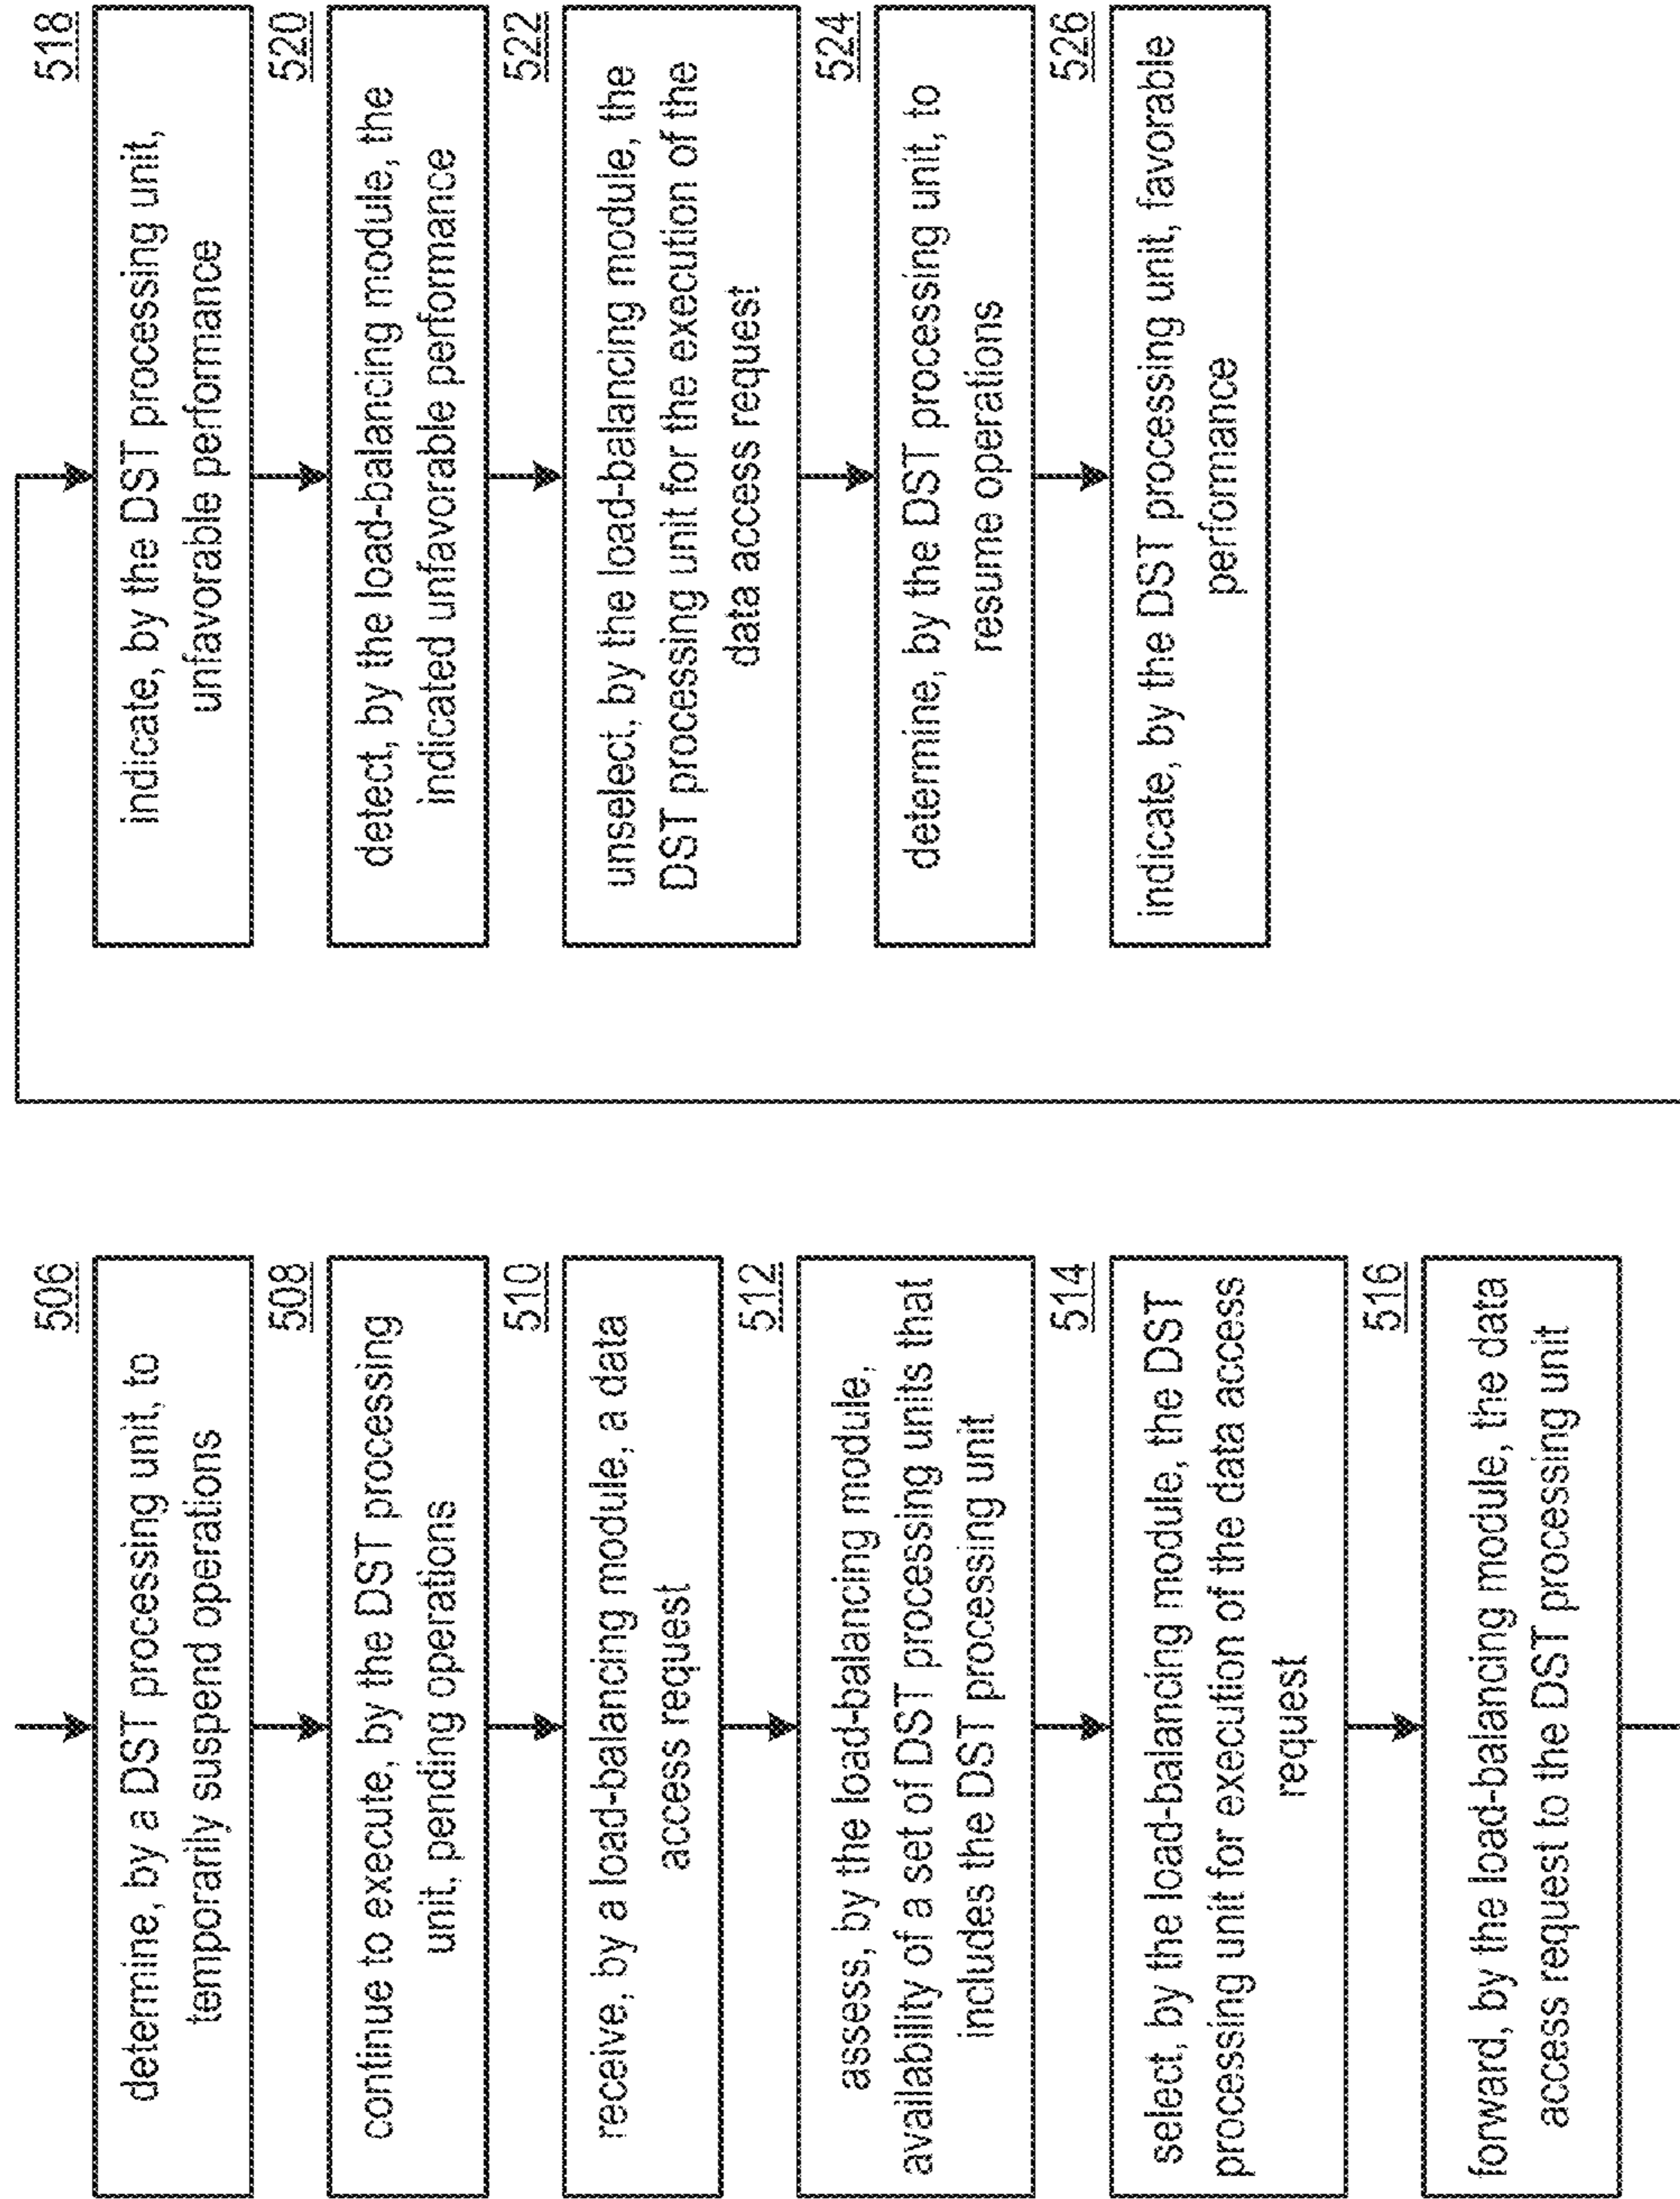 506
determine, by a DST processing unit, to
temporarily suspend operations
508
continue to execute, by the DST processing
unit, pending operations
510
receive, by a load-balancing module, a data
access request
512
assess, by the load-balancing module,
availability of a set of DST processing units that
includes the DST processing unit
514
select, by the load-balancing module, the DST
processing unit for execution of the data access
request
516
forward, by the load-balancing module, the data
access request to the DST processing unit
518
indicate, by the DST processing unit,
unfavorable performance
520
detect, by the load-balancing module, the
indicated unfavorable performance
522
unselect, by the load-balancing module, the
DST processing unit for the execution of the
data access request
524
determine, by the DST processing unit, to
resume operations
526
indicate, by the DST processing unit, favorable
performance